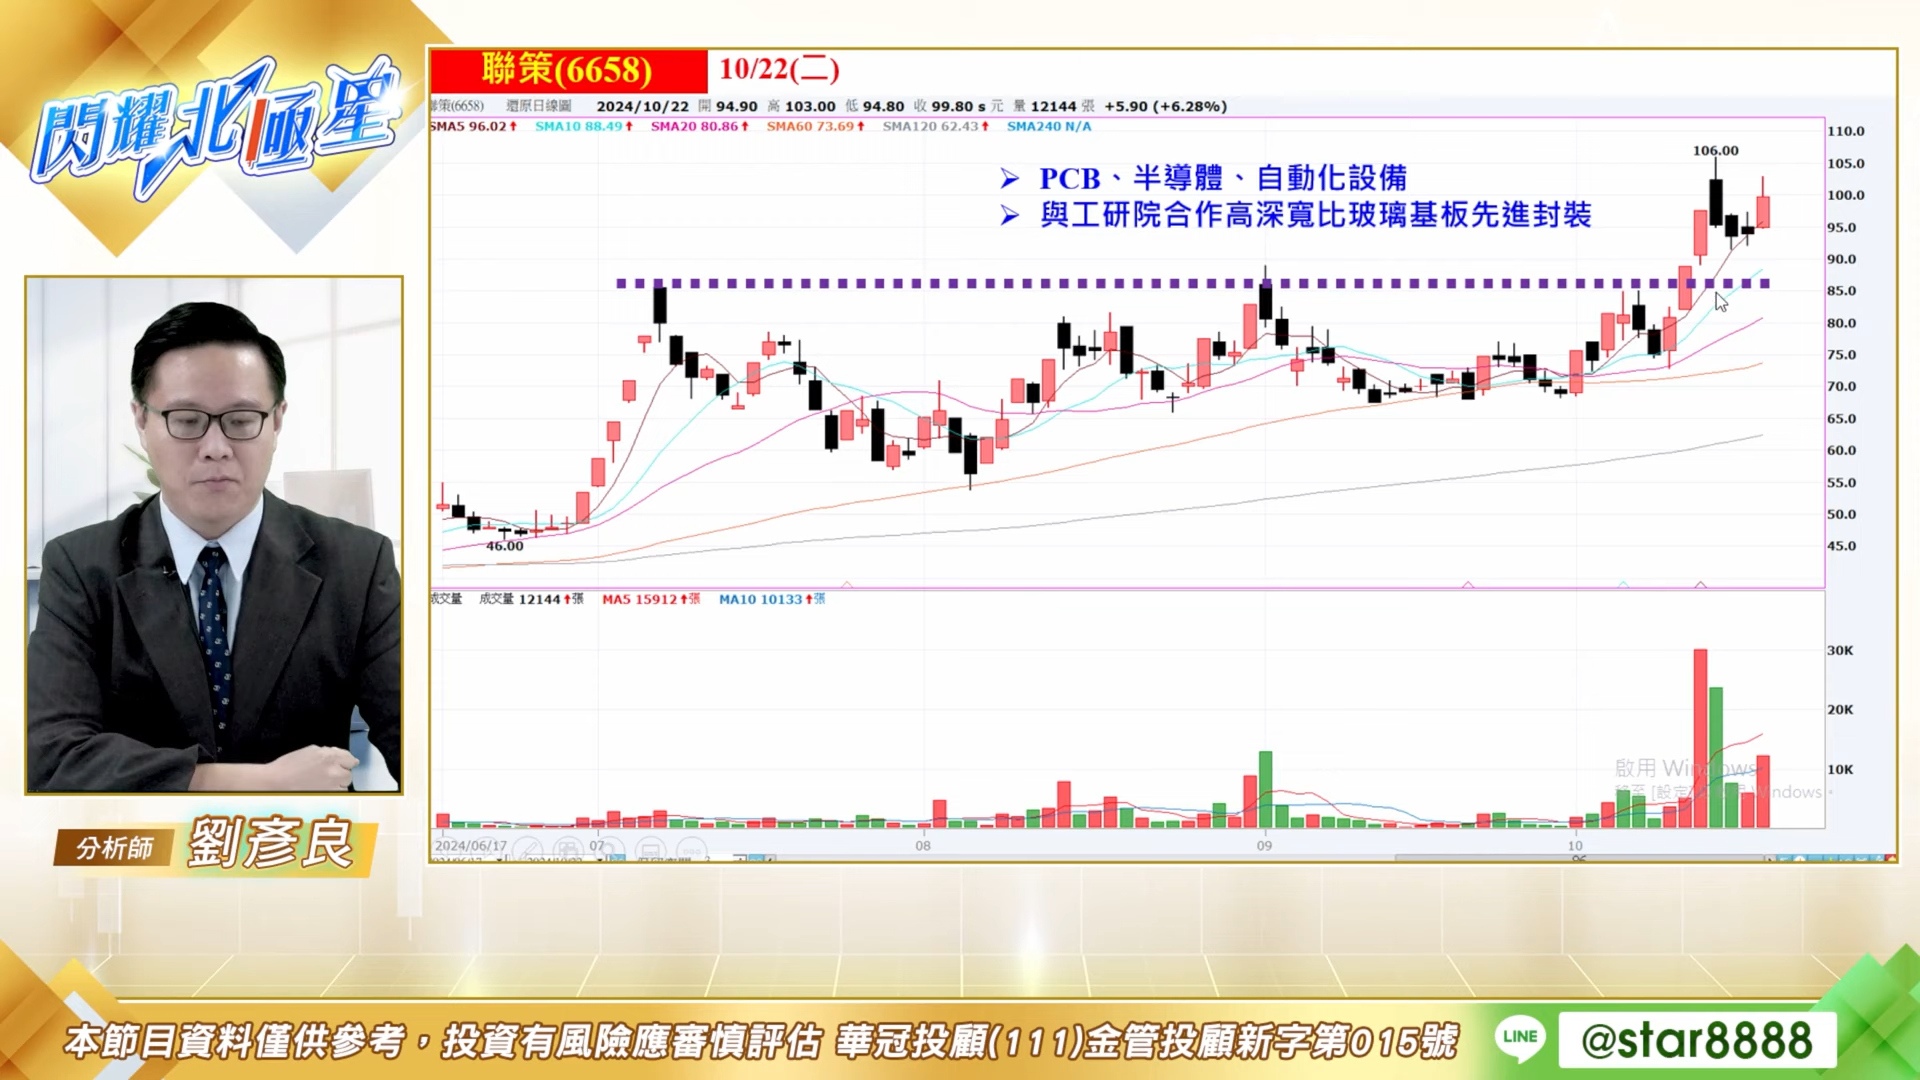 閃耀北極星
聯策(6658)
10/22(二)
聯策(6658) 還原日線圖 2024/10/22 開 94.90 高 103.00 低 94.80 收 99.80 s 元 量 12144 張 +5.90 (+6.28%)
SMA5 96.02↑ SMA10 88.49↑ SMA20 80.86↑ SMA60 73.69↑ SMA120 62.43↑ SMA240 N/A
➢ PCB、半導體、自動化設備
➢ 與工研院合作高深寬比玻璃基板先進封裝
106.00
46.00
110.0
105.0
100.0
95.0
90.0
85.0
80.0
75.0
70.0
65.0
60.0
55.0
50.0
45.0
成交量 成交量 12144↑張 MA5 15912↑張 MA10 10133↑張
30K
20K
10K
啟用 Windows
2024/06/17 07 08 09 10
分析師 劉彥良
本節目資料僅供參考，投資有風險應審慎評估 華冠投顧(111)金管投顧新字第015號
LINE @star8888